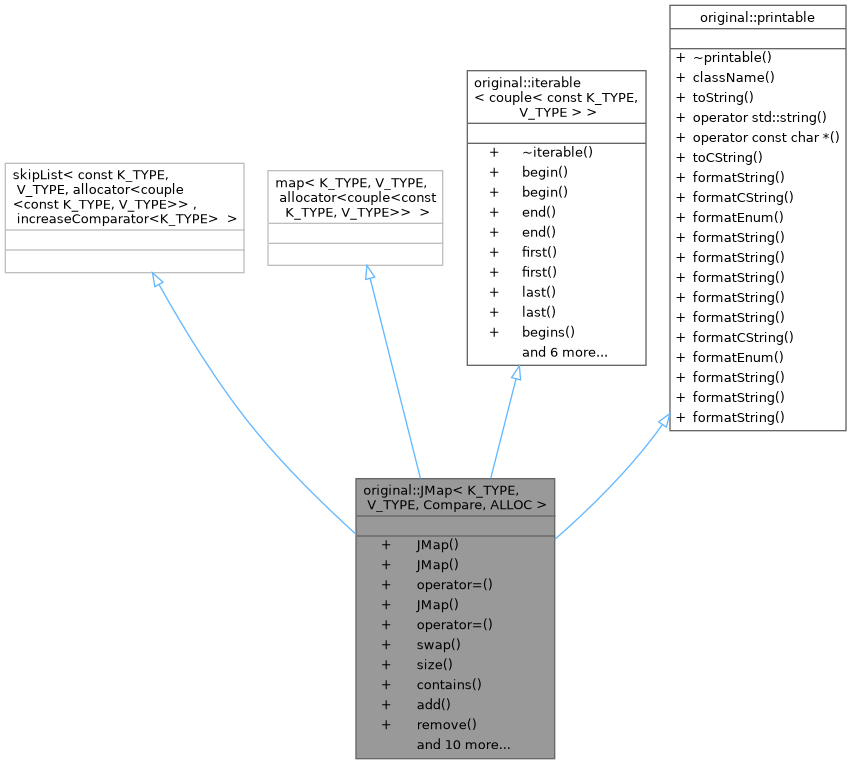 original::printable
+ ~printable()
+ className()
+ toString()
+ operator std::string()
+ operator const char *()
+ toCString()
+ formatString()
+ formatCString()
+ formatEnum()
+ formatString()
+ formatString()
+ formatString()
+ formatString()
+ formatString()
+ formatCString()
+ formatEnum()
+ formatString()
+ formatString()
+ formatString()
original::iterable
< couple< const K_TYPE,
V_TYPE > >
+ ~iterable()
+ begin()
+ begin()
+ end()
+ end()
+ first()
+ first()
+ last()
+ last()
+ begins()
and 6 more...
skipList< const K_TYPE,
V_TYPE, allocator<couple
<const K_TYPE, V_TYPE>> ,
increaseComparator<K_TYPE> >
map< K_TYPE, V_TYPE,
allocator<couple<const
K_TYPE, V_TYPE>> >
original::JMap< K_TYPE,
V_TYPE, Compare, ALLOC >
+ JMap()
+ JMap()
+ operator=()
+ JMap()
+ operator=()
+ swap()
+ size()
+ contains()
+ add()
+ remove()
and 10 more...